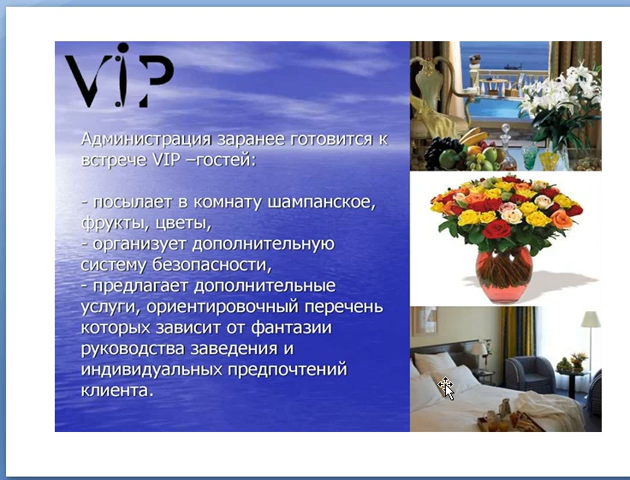 VIP
Администрация заранее готовится к
встрече VIP –гостей:
- посылает в комнату шампанское,
фрукты, цветы,
- организует дополнительную
систему безопасности,
- предлагает дополнительные
услуги, ориентировочный перечень
которых зависит от фантазии
руководства заведения и
индивидуальных предпочтений
клиента.